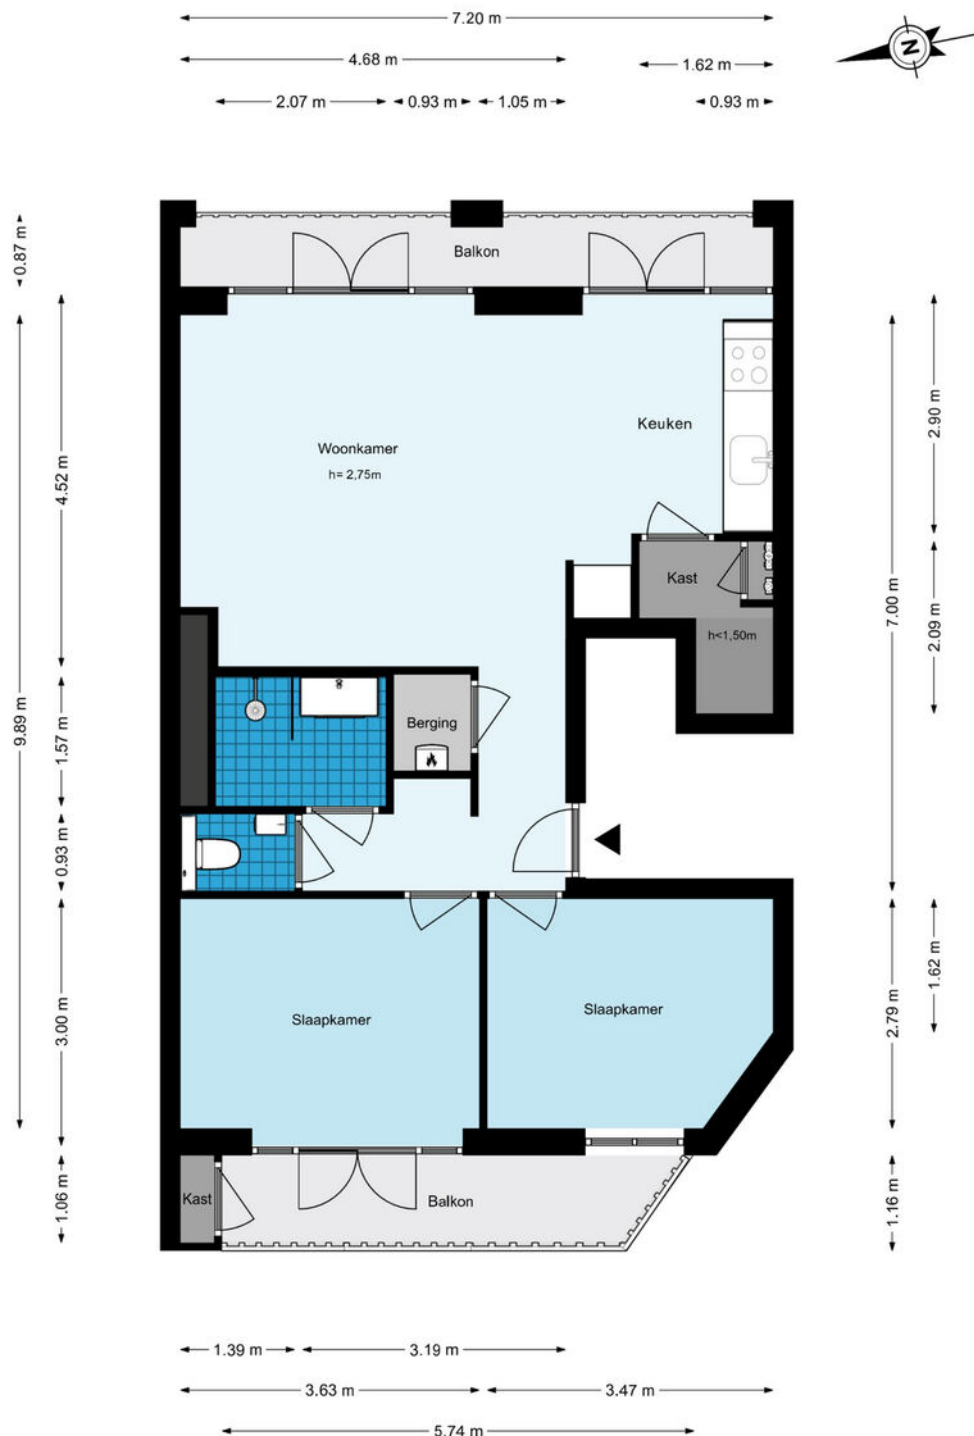 7.20 m
4.68 m
1.62 m
2.07 m
0.93 m
1.05 m
0.93 m
N
0.87 m
Balkon
4.52 m
9.89 m
Woonkamer
h= 2,75m
Keuken
2.90 m
7.00 m
Kast
h<1,50m
2.09 m
1.57 m
Berging
0.93 m
3.00 m
Slaapkamer
Slaapkamer
1.62 m
2.79 m
1.06 m
Kast
Balkon
1.16 m
1.39 m
3.19 m
3.63 m
3.47 m
5.74 m